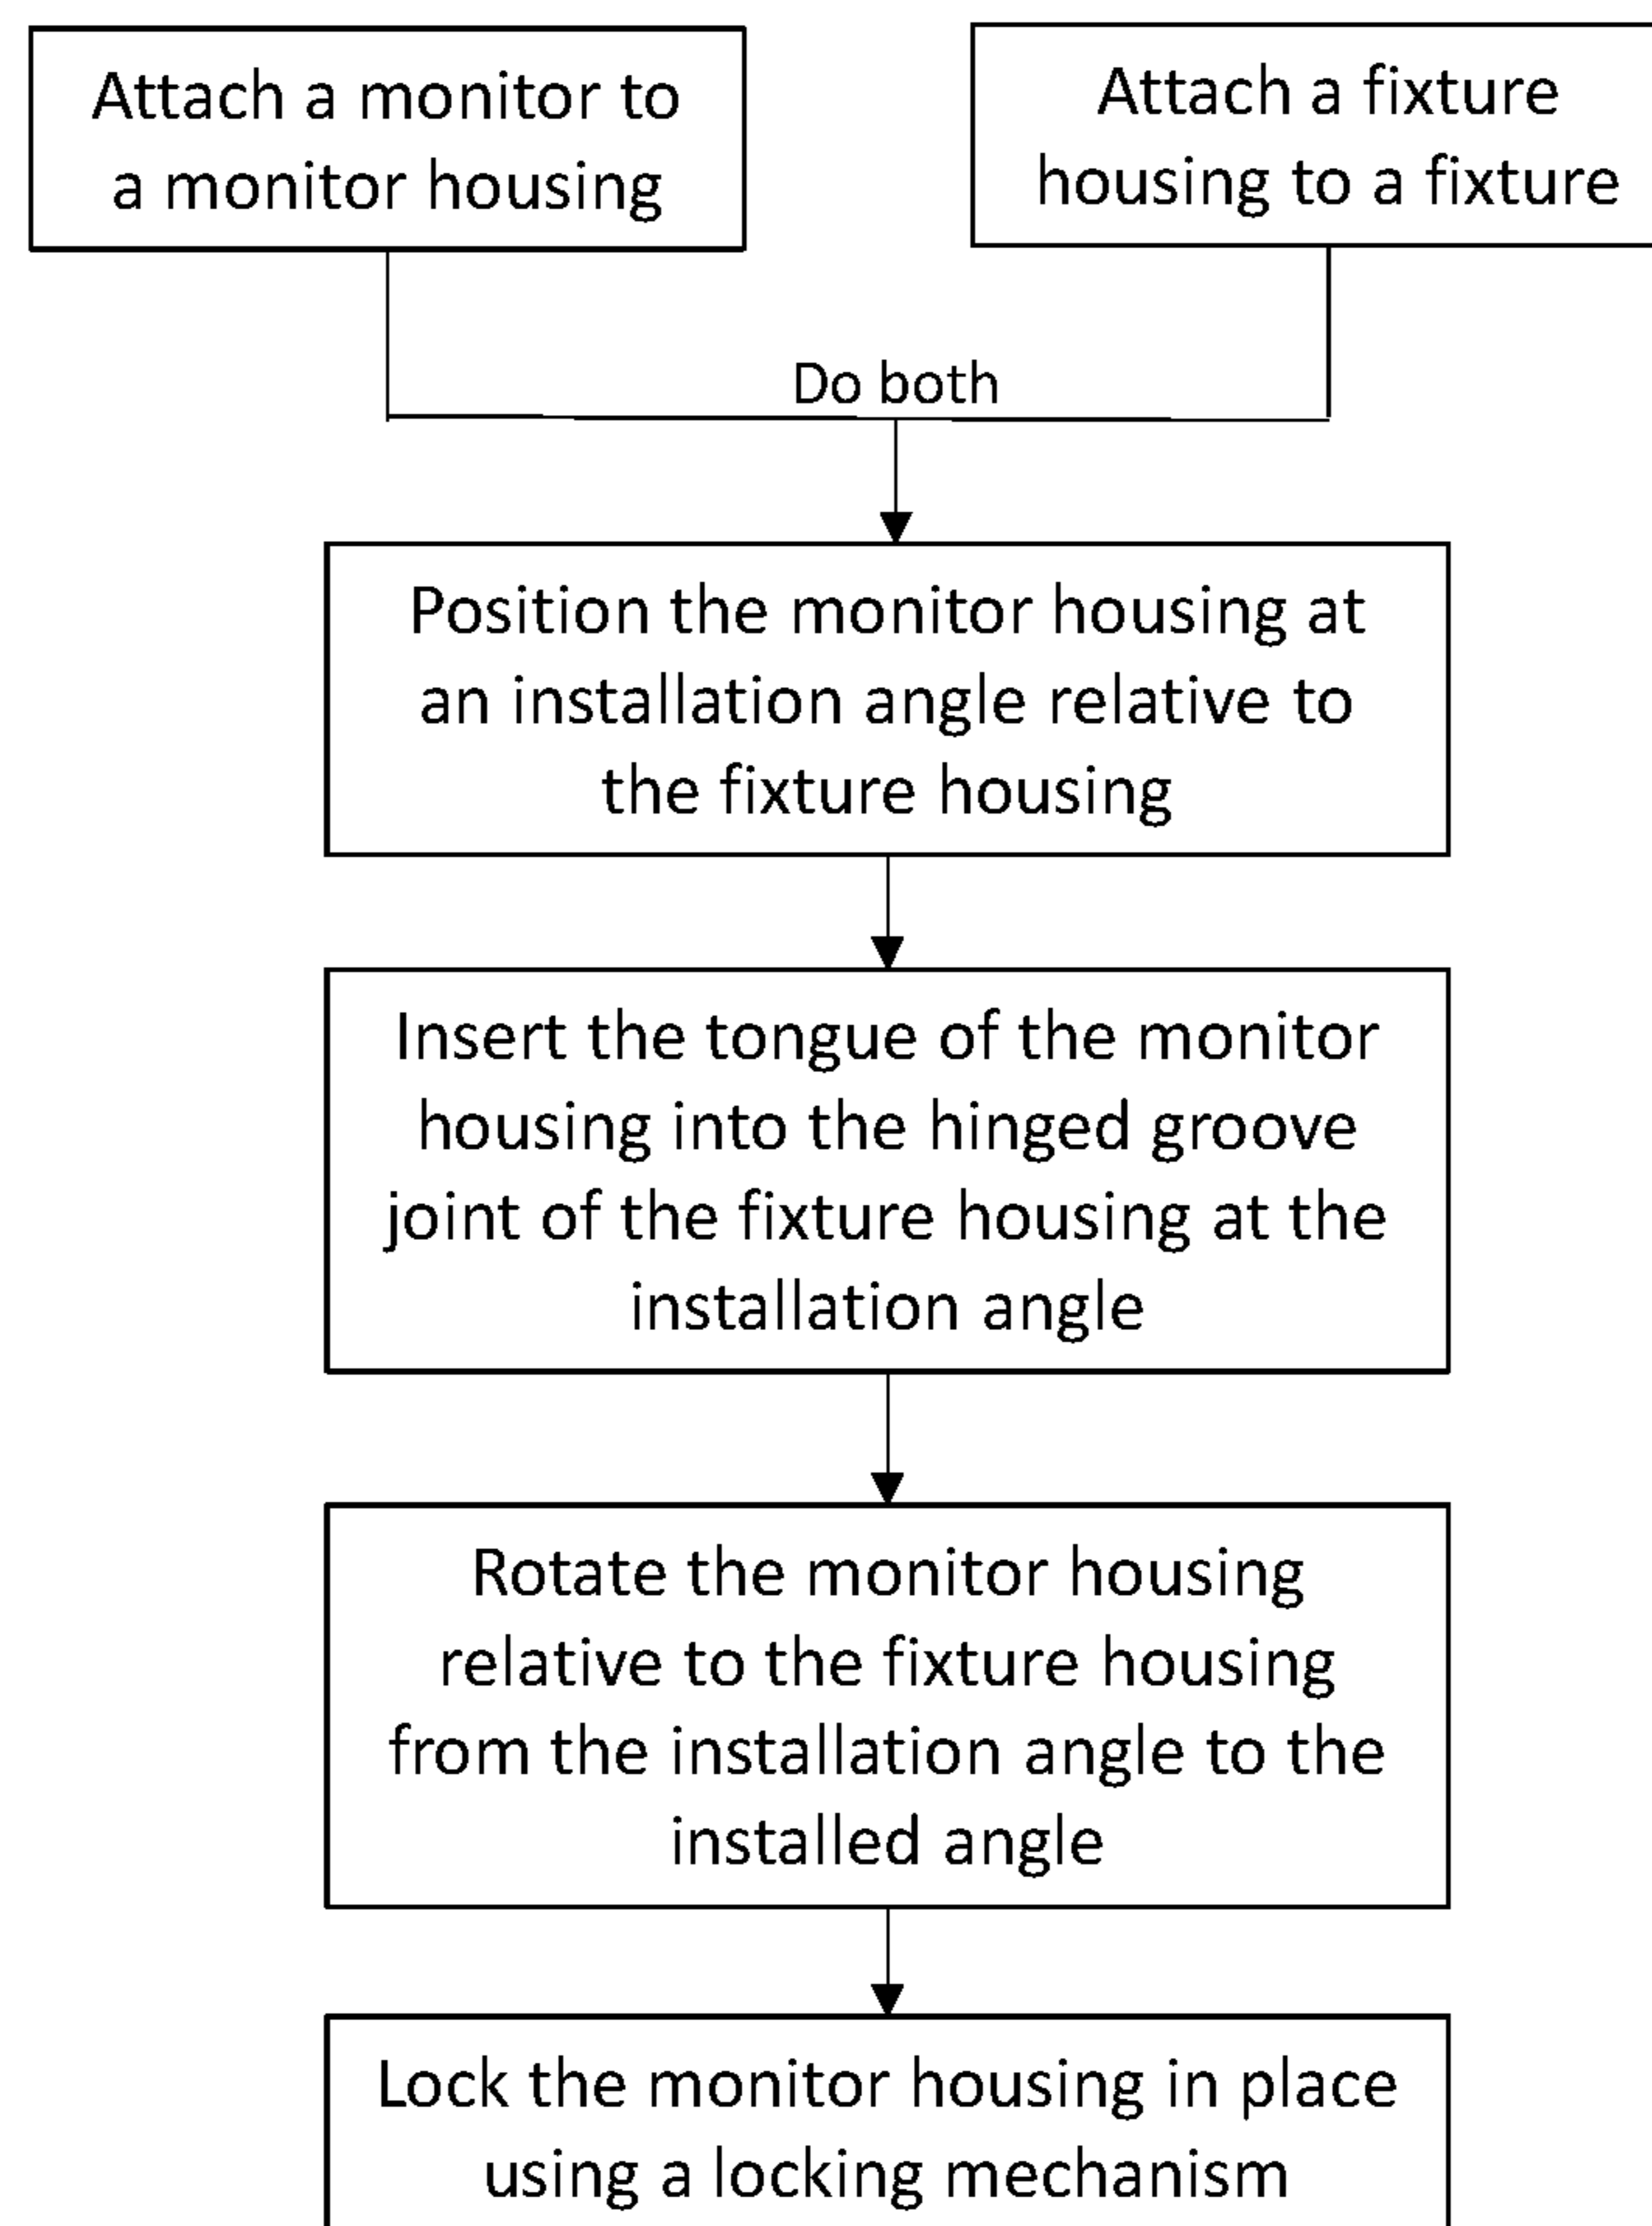 Attach a monitor to
a monitor housing
Attach a fixture
housing to a fixture
Do both
Position the monitor housing at
an installation angle relative to
the fixture housing
Insert the tongue of the monitor
housing into the hinged groove
joint of the fixture housing at the
installation angle
Rotate the monitor housing
relative to the fixture housing
from the installation angle to the
installed angle
Lock the monitor housing in place
using a locking mechanism